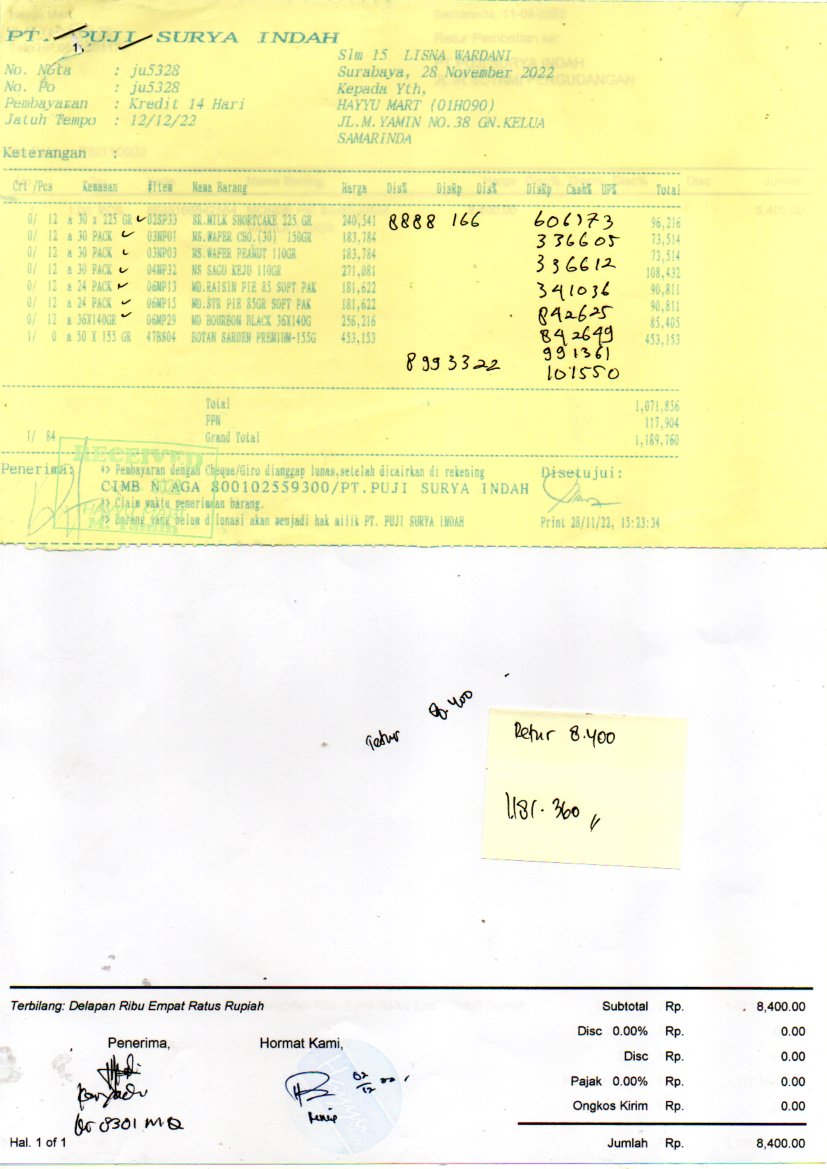 PT. PUJI SURYA INDAH
1.
Slm 15 LISNA WARDANI
No. Nota : ju5328
Surabaya, 28 November 2022
No. Po : ju5328
Kepada Yth,
Pembayaran : Kredit 14 Hari
HAYYU MART (01H090)
Jatuh Tempo : 12/12/22
JL.M.YAMIN NO.38 GN.KELUA
SAMARINDA
Keterangan :
Crt /Pcs Kemasan #Item Nama Barang Harga Dis% DisRp Dis% DisRp Cash% UP% Total
0/ 12 a 30 x 225 GR 02SP33 SR.MILK SHORTCAKE 225 GR 240,541 8888 166 606973 96,216
0/ 12 a 30 PACK 03NP01 NS.WAFER CHO.(30) 150GR 183,784 336605 73,514
0/ 12 a 30 PACK 03NP03 NS.WAFER PEANUT 110GR 183,784 336612 73,514
0/ 12 a 30 PACK 04NP32 NS SAGU KEJU 110GR 271,081 341036 108,432
0/ 12 a 24 PACK 06MP13 MD.RAISIN PIE 85 SOFT PAK 181,622 842625 90,811
0/ 12 a 24 PACK 06MP15 MD.STR PIE 85GR SOFT PAK 181,622 842649 90,811
0/ 12 a 36X140GR 06MP29 MD BOURBON BLACK 36X140G 256,216 991361 85,405
1/ 0 a 50 X 155 GR 47BS04 BOTAN SARDEN PREMIUM-155G 453,153 453,153
8993322 101550
Total 1,071,856
PPN 117,904
1/ 84 Grand Total 1,189,760
RECEIVED
Penerima: *> Pembayaran dengan Cheque/Giro dianggap lunas,setelah dicairkan di rekening Disetujui:
CIMB NIAGA 800102559300/PT.PUJI SURYA INDAH
*> Claim waktu penerimaan barang.
*> Barang yang belum dilunasi akan menjadi hak milik PT. PUJI SURYA INDAH
Print 28/11/22, 15:23:34
retur 8.400
Retur 8.400
1.181.360
Terbilang: Delapan Ribu Empat Ratus Rupiah
Subtotal Rp. 8,400.00
Disc 0.00% Rp. 0.00
Penerima, Hormat Kami,
Disc Rp. 0.00
Pajak 0.00% Rp. 0.00
Ongkos Kirim Rp. 0.00
02/12 22
8301 MQ
Hal. 1 of 1
Jumlah Rp. 8,400.00